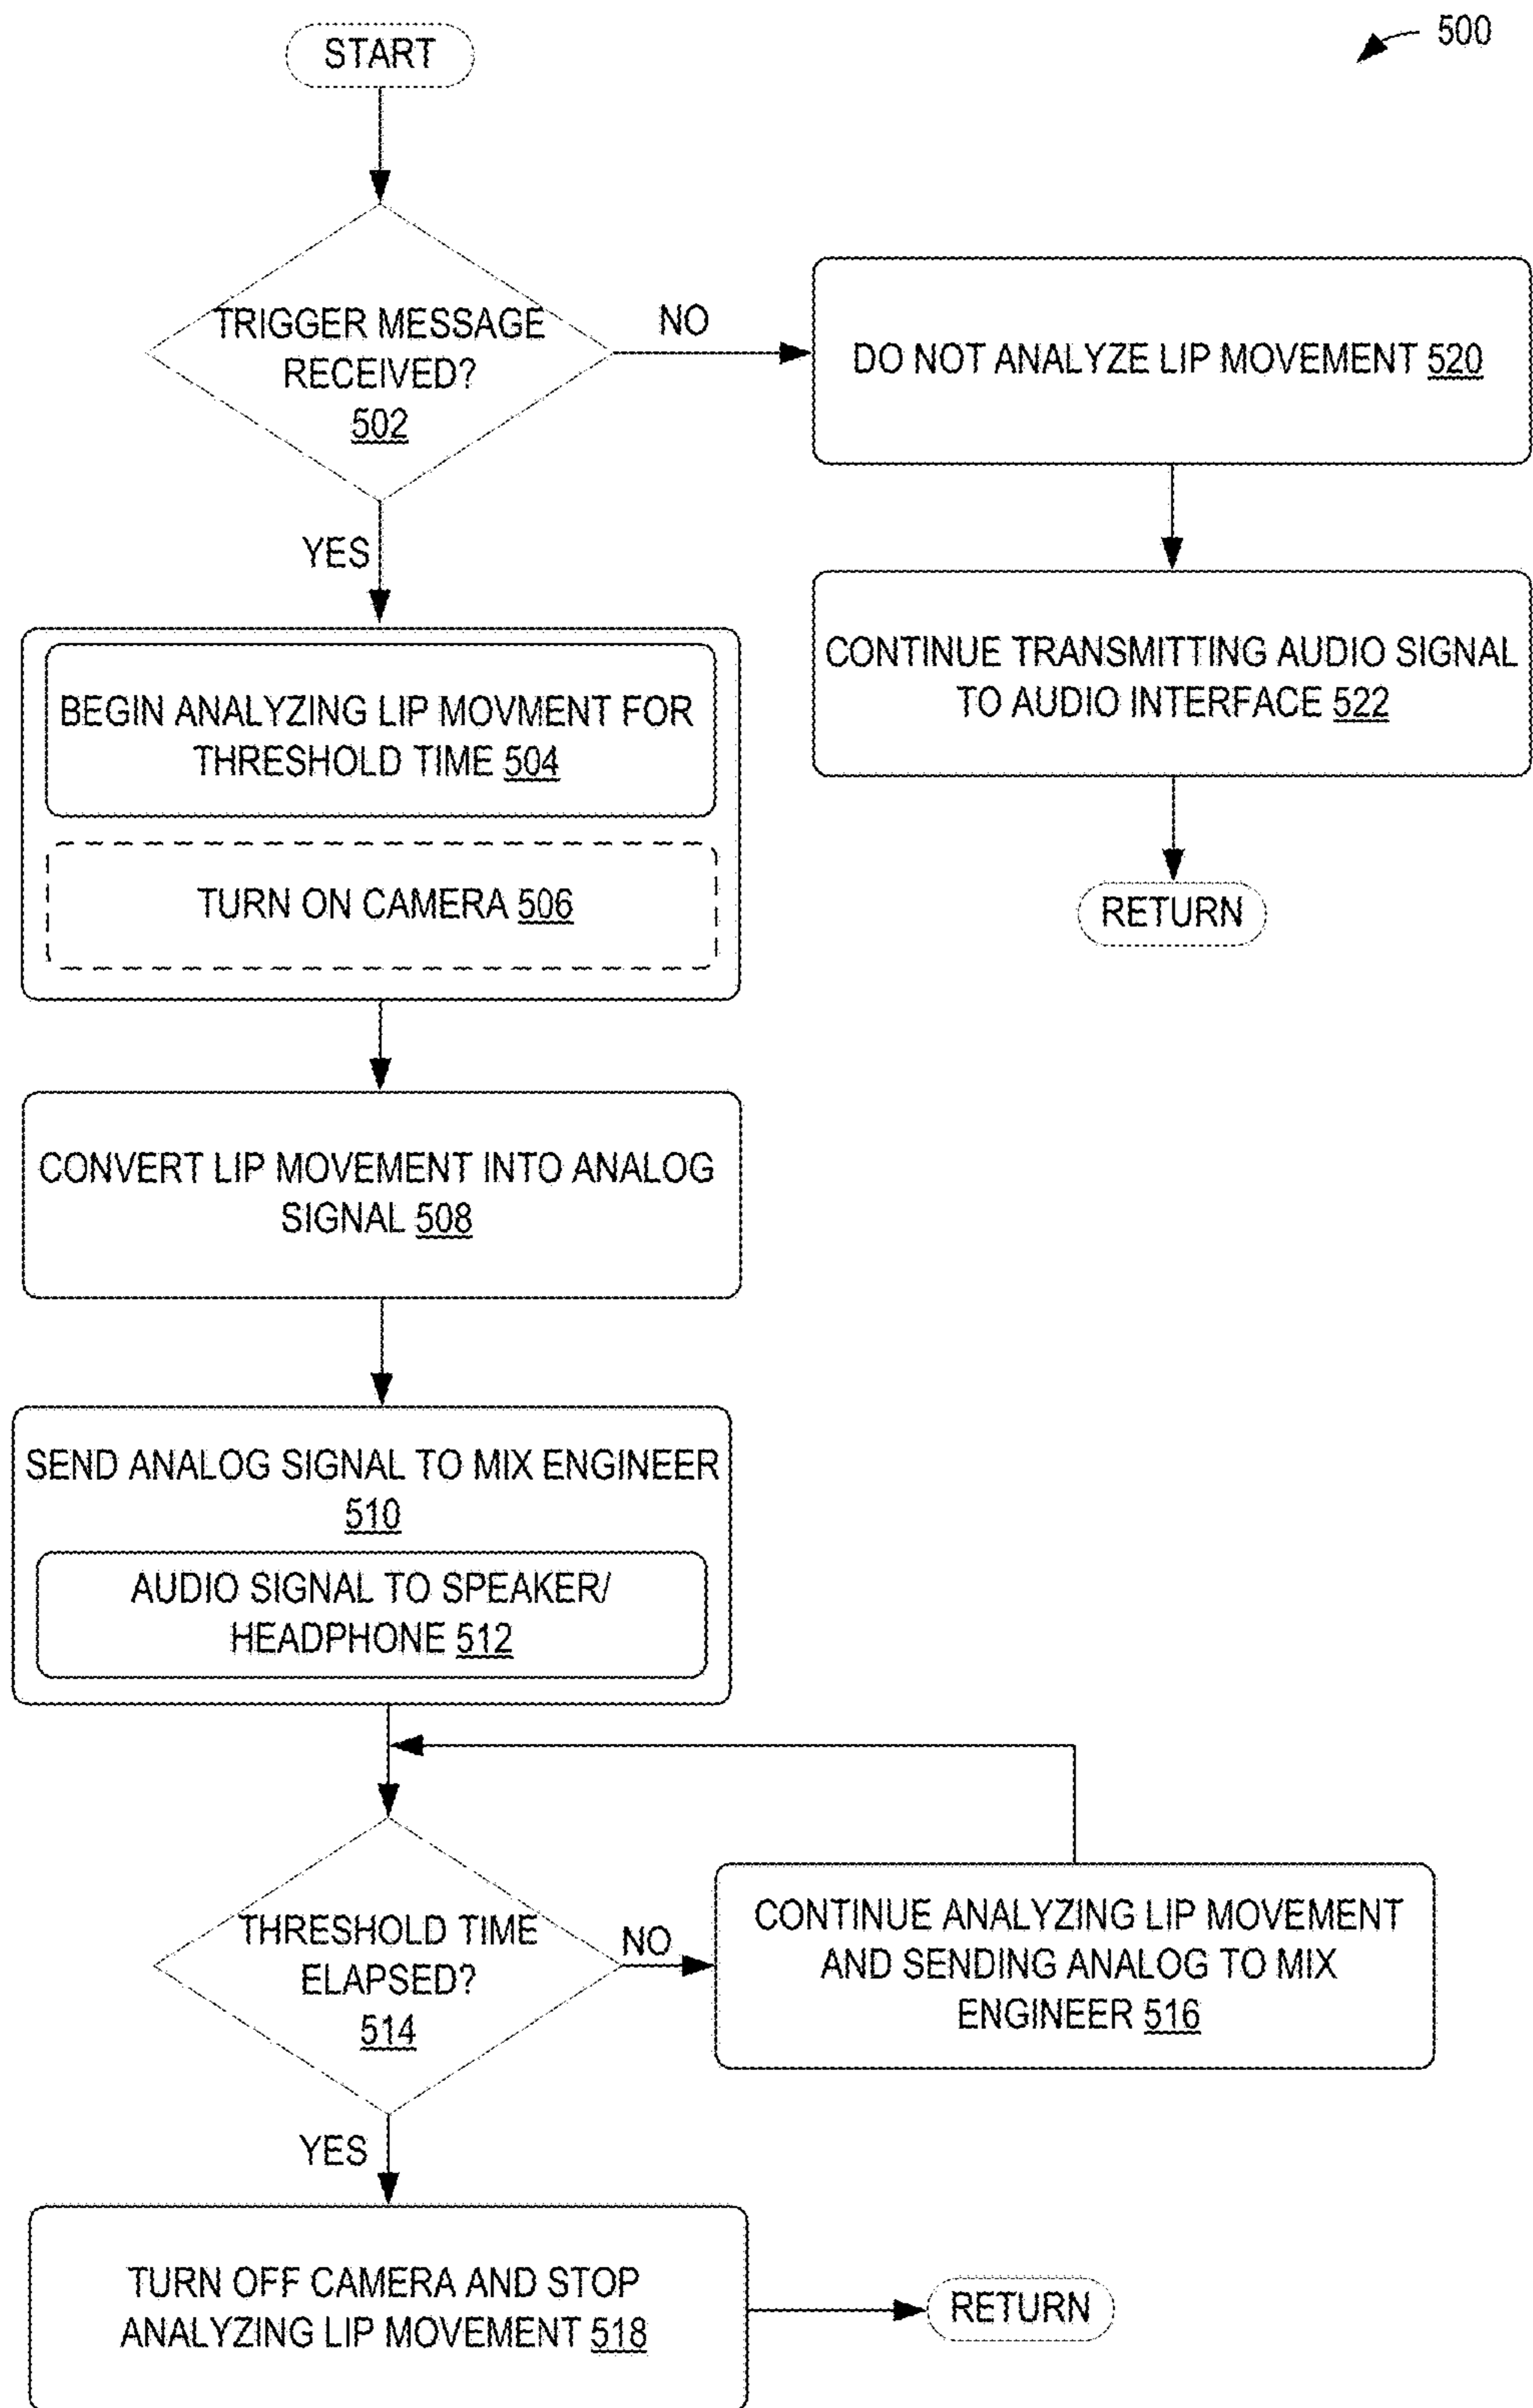 500
START
TRIGGER MESSAGE
RECEIVED?
502
NO
DO NOT ANALYZE LIP MOVEMENT 520
YES
CONTINUE TRANSMITTING AUDIO SIGNAL
TO AUDIO INTERFACE 522
RETURN
BEGIN ANALYZING LIP MOVMENT FOR
THRESHOLD TIME 504
TURN ON CAMERA 506
CONVERT LIP MOVEMENT INTO ANALOG
SIGNAL 508
SEND ANALOG SIGNAL TO MIX ENGINEER
510
AUDIO SIGNAL TO SPEAKER/
HEADPHONE 512
THRESHOLD TIME
ELAPSED?
514
NO
CONTINUE ANALYZING LIP MOVEMENT
AND SENDING ANALOG TO MIX
ENGINEER 516
YES
TURN OFF CAMERA AND STOP
ANALYZING LIP MOVEMENT 518
RETURN